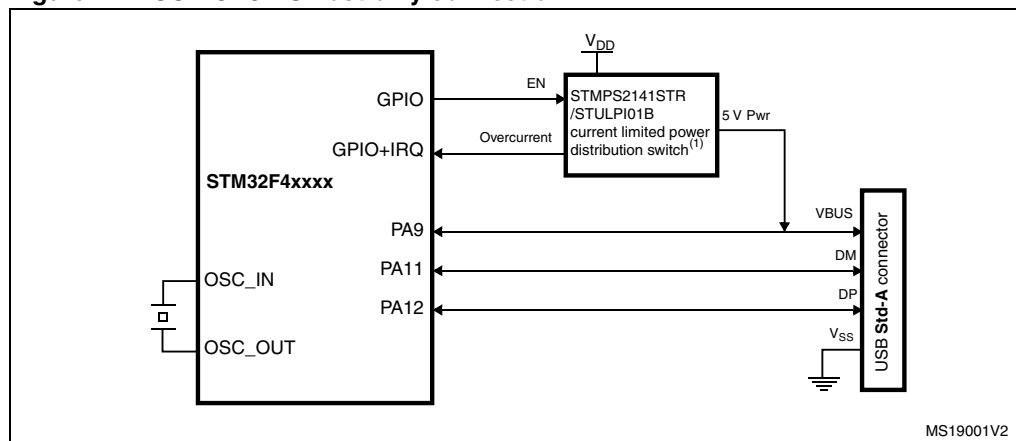 VDD
EN
STMPS2141STR
/STULPI01B
current limited power
distribution switch(1)
5 V Pwr
GPIO
Overcurrent
GPIO+IRQ
STM32F4xxxx
PA9
VBUS
PA11
DM
PA12
DP
VSS
OSC_IN
OSC_OUT
USB Std-A connector
MS19001V2